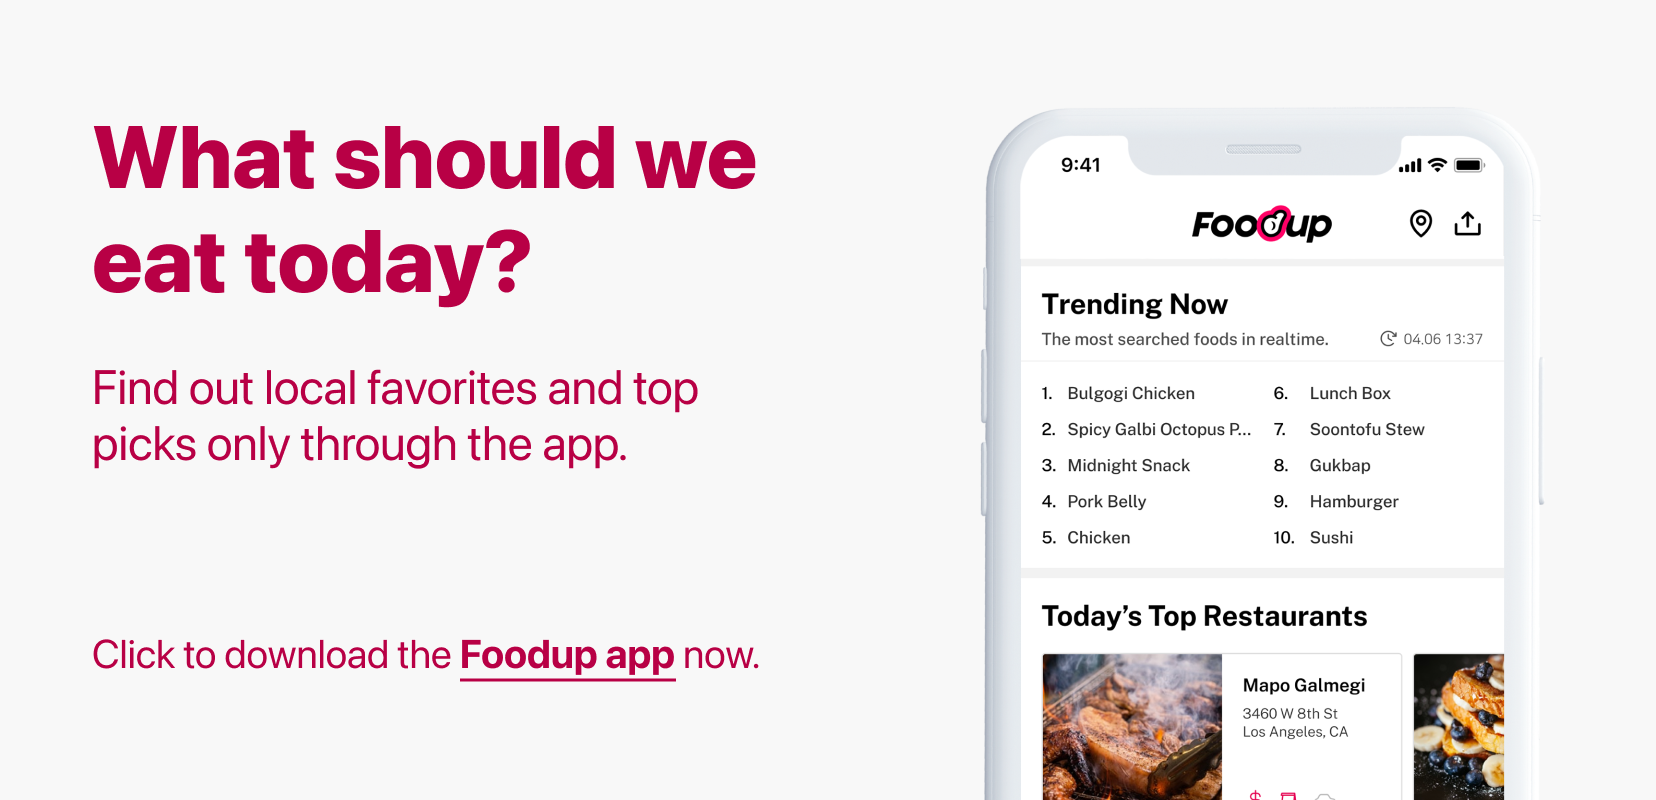 What should we
eat today?
Find out local favorites and top
picks only through the app.
Click to download the Foodup app now.
9:41
Foodup
Trending Now
The most searched foods in realtime.
04.06 13:37
1. Bulgogi Chicken
2. Spicy Galbi Octopus P...
3. Midnight Snack
4. Pork Belly
5. Chicken
6. Lunch Box
7. Soontofu Stew
8. Gukbap
9. Hamburger
10. Sushi
Today’s Top Restaurants
Mapo Galmegi
3460 W 8th St
Los Angeles, CA